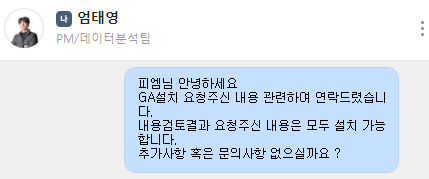 나 엄태영
PM/데이터분석팀
피엠님 안녕하세요
GA설치 요청주신 내용 관련하여 연락드렸습니
다.
내용검토결과 요청주신 내용은 모두 설치 가능
합니다.
추가사항 혹은 문의사항 없으실까요 ?